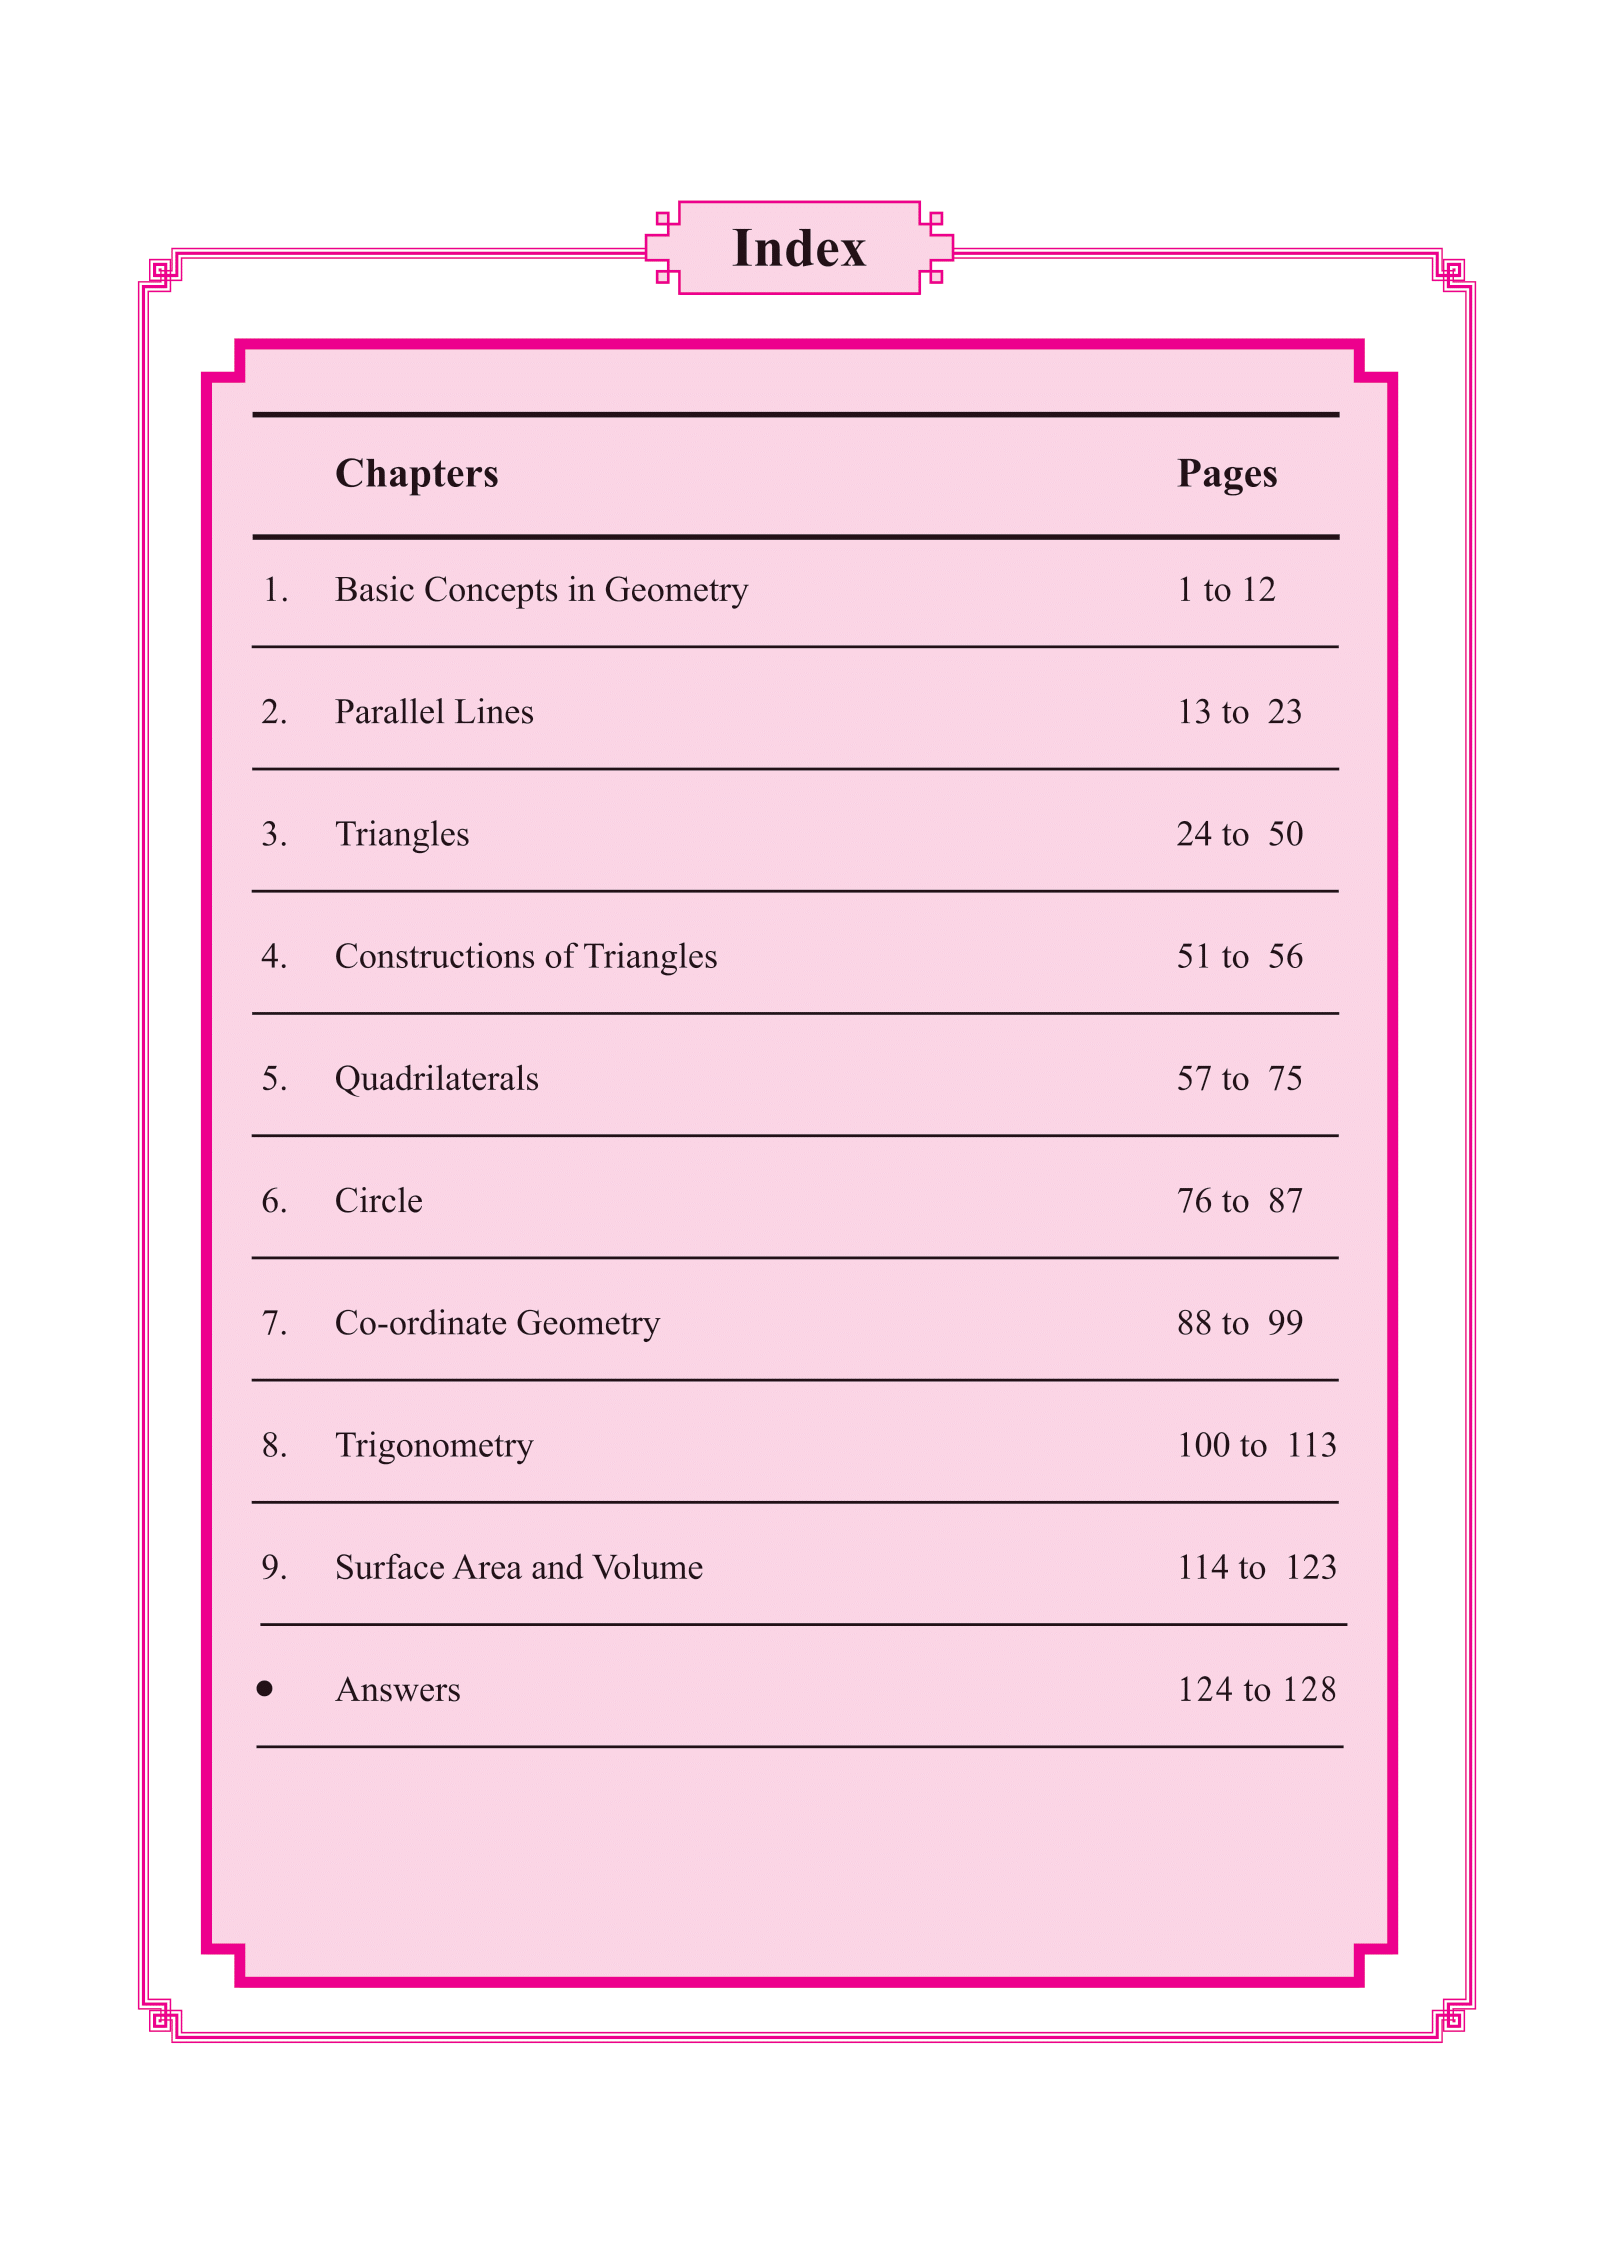 Index
Chapters Pages
1. Basic Concepts in Geometry 1 to 12
2. Parallel Lines 13 to 23
3. Triangles 24 to 50
4. Constructions of Triangles 51 to 56
5. Quadrilaterals 57 to 75
6. Circle 76 to 87
7. Co-ordinate Geometry 88 to 99
8. Trigonometry 100 to 113
9. Surface Area and Volume 114 to 123
● Answers 124 to 128